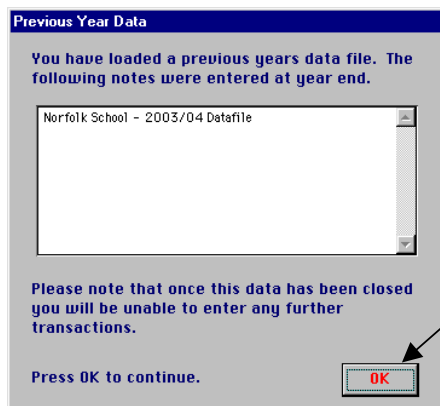 Previous Year Data
You have loaded a previous years data file. The
following notes were entered at year end.
Norfolk School - 2003/04 Datafile
Please note that once this data has been closed
you will be unable to enter any further
transactions.
Press OK to continue.
OK